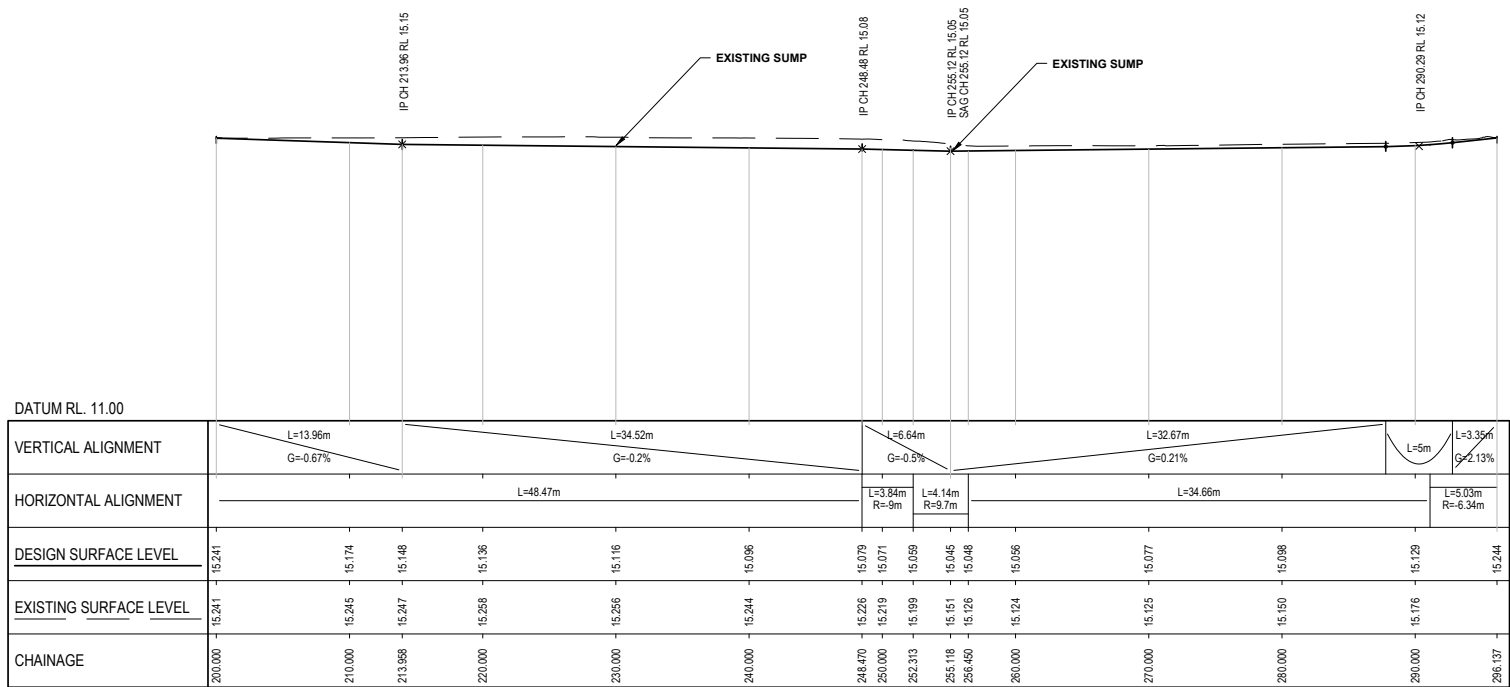 IP CH 213.96 RL 15.15
IP CH 248.48 RL 15.08
IP CH 255.12 RL 15.05
SAG CH 255.12 RL 15.05
IP CH 290.29 RL 15.12
EXISTING SUMP
EXISTING SUMP
DATUM RL. 11.00
VERTICAL ALIGNMENT
L=13.96m
G=-0.67%
L=34.52m
G=-0.2%
L=6.64m
G=-0.5%
L=32.67m
G=0.21%
L=5m
L=3.35m
G=2.13%
HORIZONTAL ALIGNMENT
L=48.47m
L=3.84m
R=-9m
L=4.14m
R=9.7m
L=34.66m
L=5.03m
R=-6.34m
DESIGN SURFACE LEVEL
15.241
15.174
15.148
15.136
15.116
15.096
15.079
15.071
15.059
15.045
15.048
15.056
15.077
15.098
15.129
15.244
EXISTING SURFACE LEVEL
15.241
15.245
15.247
15.258
15.256
15.244
15.226
15.219
15.199
15.151
15.126
15.124
15.125
15.150
15.176
CHAINAGE
200.000
210.000
213.958
220.000
230.000
240.000
248.470
250.000
252.313
255.118
256.450
260.000
270.000
280.000
290.000
296.137